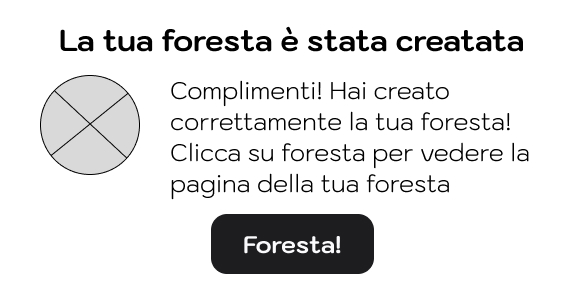 La tua foresta è stata creatata
Complimenti! Hai creato
correttamente la tua foresta!
Clicca su foresta per vedere la
pagina della tua foresta
Foresta!